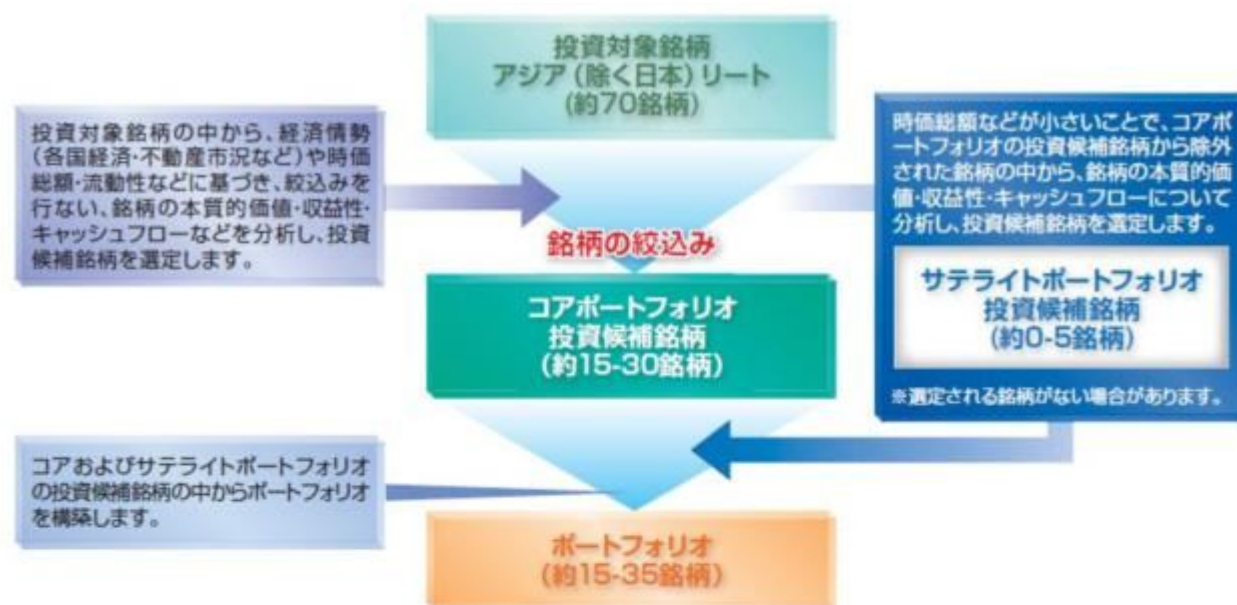 投資対象銘柄
アジア（除く日本）リート
（約70銘柄）
投資対象銘柄の中から、経済情勢
（各国経済・不動産市況など）や時価
総額・流動性などに基づき、絞込みを
行ない、銘柄の本質的価値・収益性・
キャッシュフローなどを分析し、投資
候補銘柄を選定します。
時価総額などが小さいことで、コアポ
ートフォリオの投資候補銘柄から除外
された銘柄の中から、銘柄の本質的価
値・収益性・キャッシュフローについて
分析し、投資候補銘柄を選定します。
サテライトポートフォリオ
投資候補銘柄
（約0-5銘柄）
※選定される銘柄がない場合があります。
銘柄の絞込み
コアポートフォリオ
投資候補銘柄
（約15-30銘柄）
コアおよびサテライトポートフォリオ
の投資候補銘柄の中からポートフォリオ
を構築します。
ポートフォリオ
（約15-35銘柄）